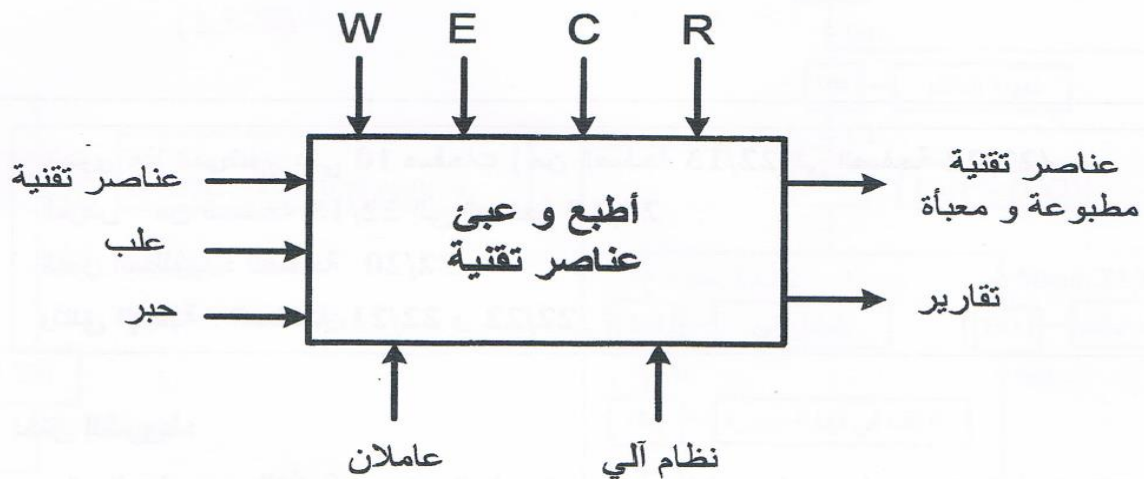 W E C R
عناصر تقنية
علب
حبر
أطبع و عبئ
عناصر تقنية
عناصر تقنية
مطبوعة و معبأة
تقارير
عاملان
نظام آلي